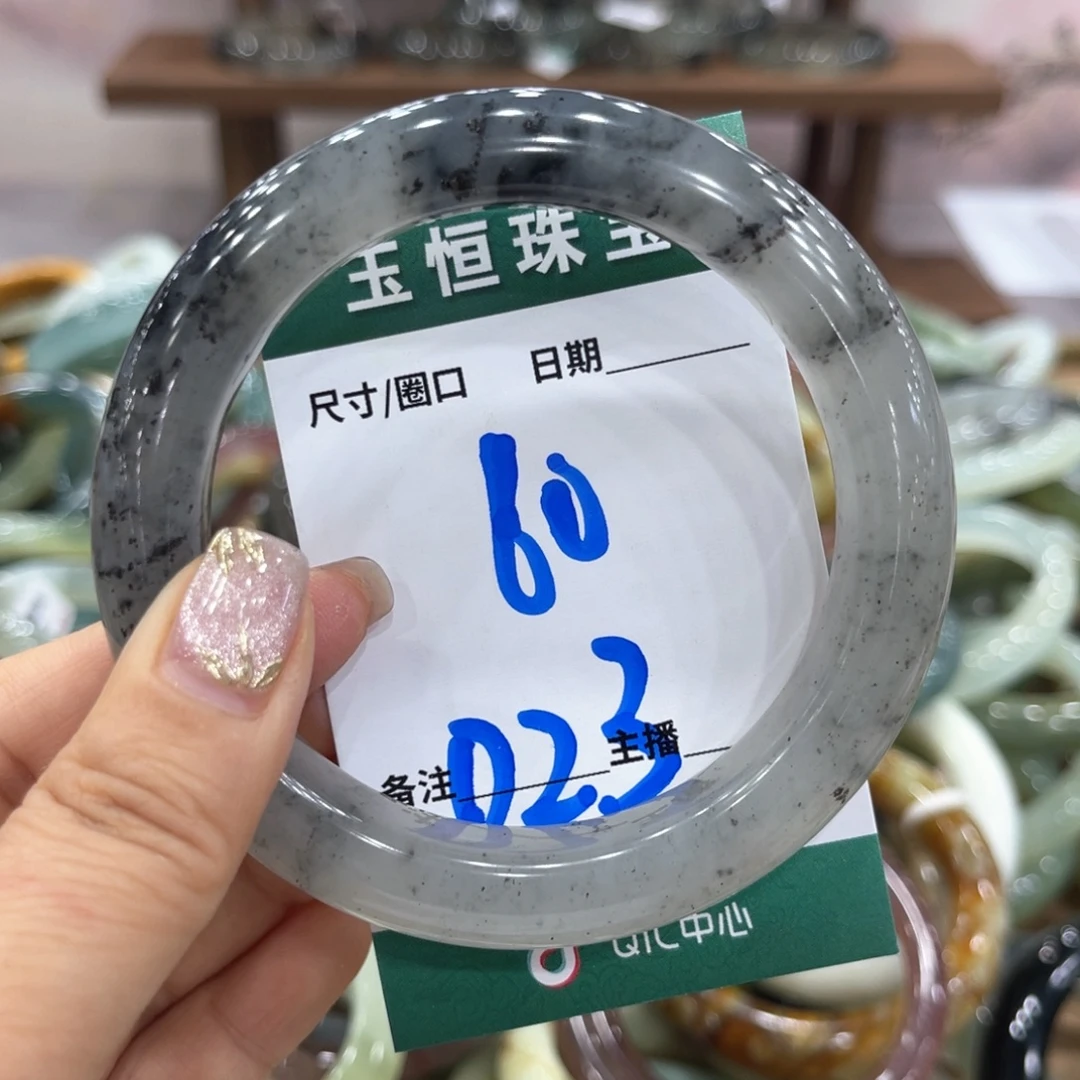 玉恒珠宝
尺寸/圈口 日期
60
023
备注 主播
QIC中心